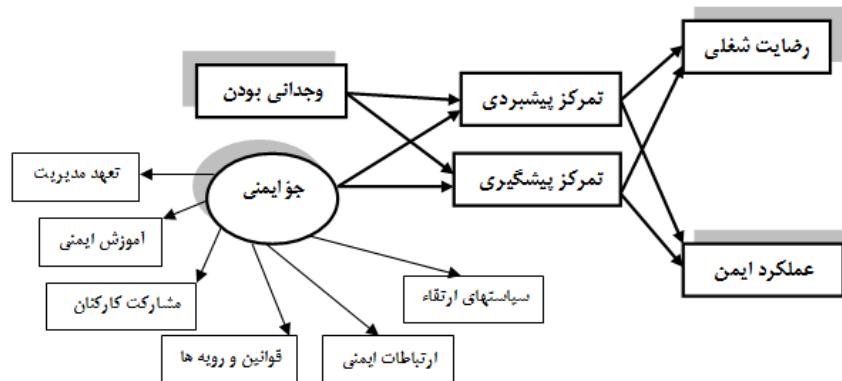 رضایت شغلی
وجدانی بودن
تمرکز پیشبردی
تمرکز پیشگیری
جو ایمنی
تعهد مدیریت
آموزش ایمنی
عملکرد ایمن
مشارکت کارکنان
سیاستهای ارتقاء
قوانین و رویه ها
ارتباطات ایمنی